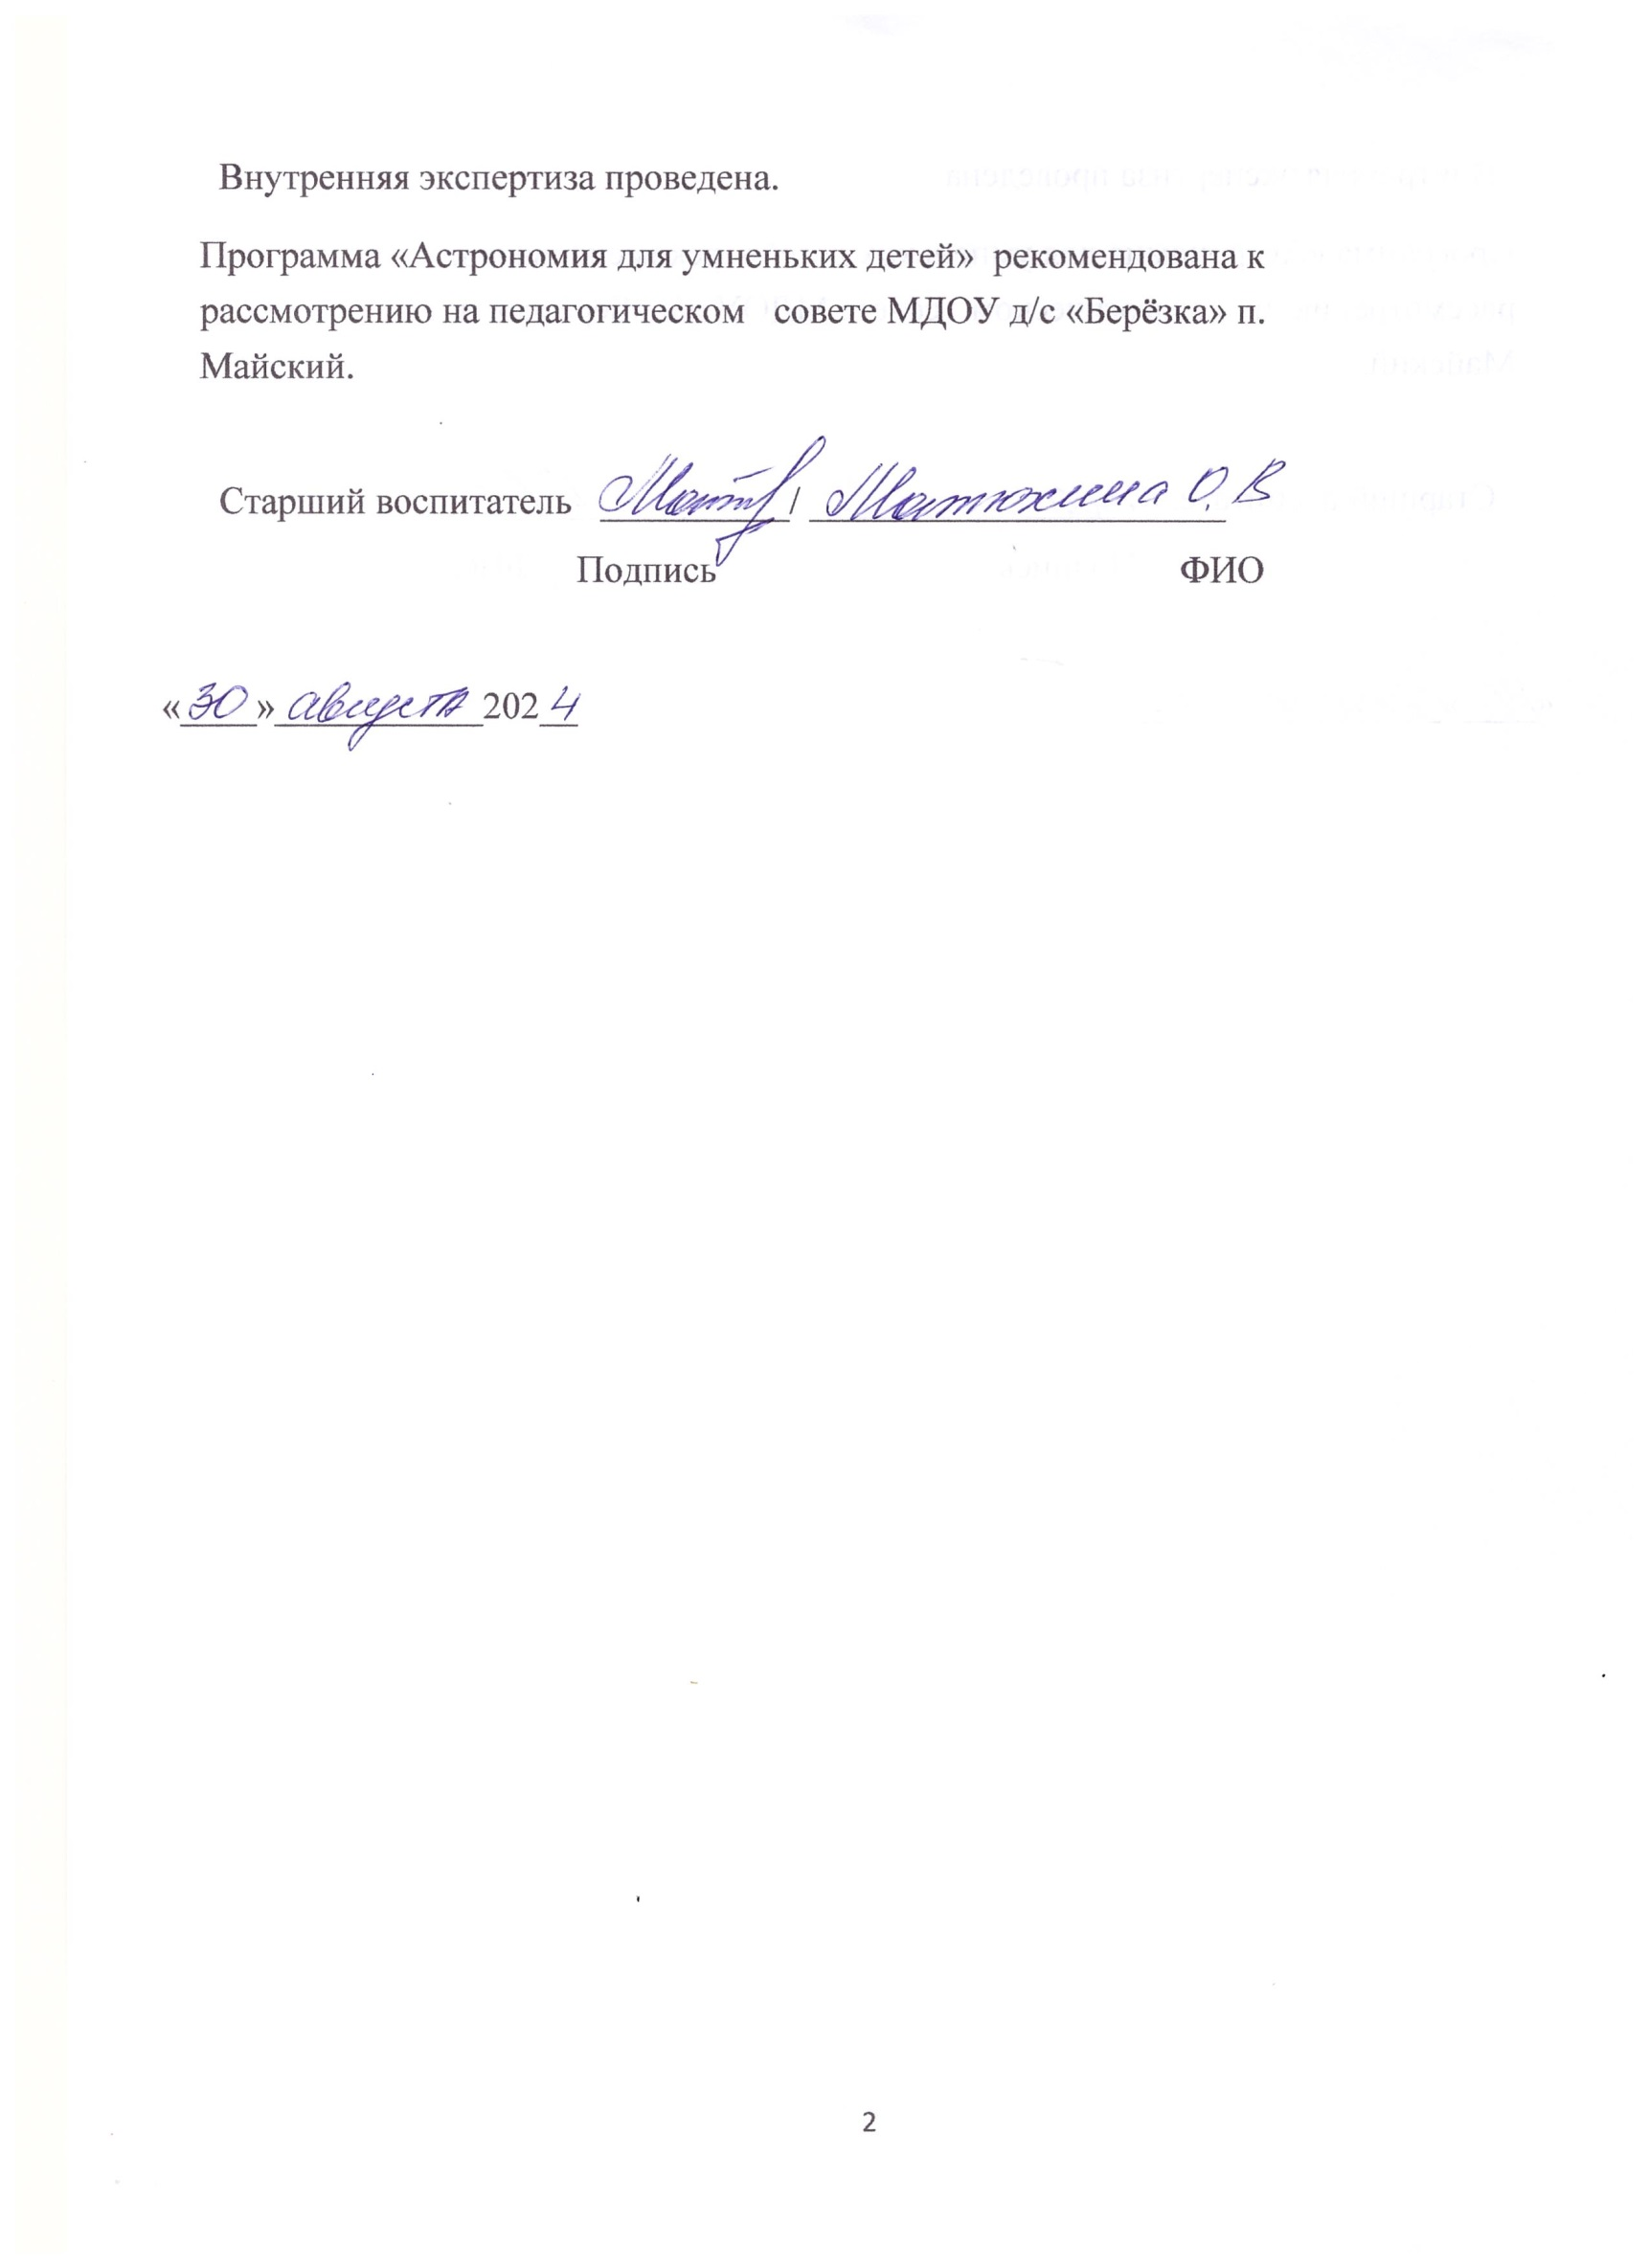 Внутренняя экспертиза проведена.
Программа «Астрономия для умненьких детей» рекомендована к
рассмотрению на педагогическом совете МДОУ д/с «Берёзка» п.
Майский.
Старший воспитатель / Матюхина О. В
Подпись ФИО
«30» августа 2024
2